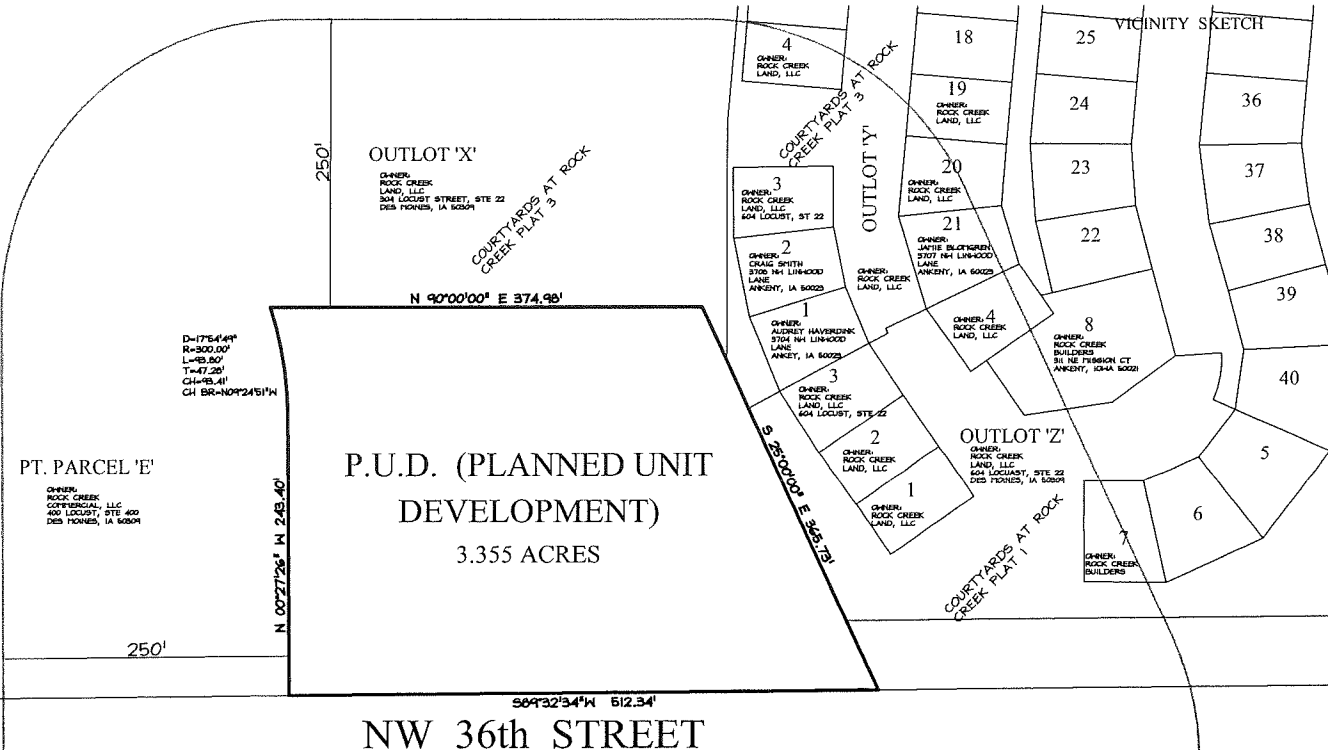 VICINITY SKETCH
4
OWNER:
ROCK CREEK
LAND, LLC
18
25
19
OWNER:
ROCK CREEK
LAND, LLC
24
36
COURTYARDS AT ROCK
CREEK PLAT 3
OUTLOT 'Y'
250'
OUTLOT 'X'
OWNER:
ROCK CREEK
LAND, LLC
304 LOCUST STREET, STE 22
DES MOINES, IA 50309
COURTYARDS AT ROCK
CREEK PLAT 3
3
OWNER:
ROCK CREEK
LAND, LLC
604 LOCUST, ST 22
20
OWNER:
ROCK CREEK
LAND, LLC
23
37
2
OWNER:
CRAIG SMITH
3708 NW LINWOOD
LANE
ANKENY, IA 50023
21
OWNER:
JAMIE BLOMGREN
3707 NW LINWOOD
LANE
ANKENY, IA 50023
22
38
OWNER:
ROCK CREEK
LAND, LLC
39
N 90°00'00" E 374.98'
1
OWNER:
AUDREY HAVERDINK
3704 NW LINWOOD
LANE
ANKEY, IA 50023
4
OWNER:
ROCK CREEK
LAND, LLC
8
OWNER:
ROCK CREEK
BUILDERS
311 NE MISSION CT
ANKENY, IOWA 50021
D=17°54'49"
R=300.00'
L=93.80'
T=47.28'
CH=93.41'
CH BR=N09°24'51"W
3
OWNER:
ROCK CREEK
LAND, LLC
604 LOCUST, STE 22
40
2
OWNER:
ROCK CREEK
LAND, LLC
OUTLOT 'Z'
OWNER:
ROCK CREEK
LAND, LLC
604 LOCUAST, STE 22
DES MOINES, IA 50309
5
PT. PARCEL 'E'
OWNER:
ROCK CREEK
COMMERCIAL, LLC
400 LOCUST, STE 400
DES MOINES, IA 50309
P.U.D. (PLANNED UNIT
DEVELOPMENT)
3.355 ACRES
S 25°00'00" E 365.73'
1
OWNER:
ROCK CREEK
LAND, LLC
6
7
OWNER:
ROCK CREEK
BUILDERS
COURTYARDS AT ROCK
CREEK PLAT 1
N 00°27'26" W 243.40'
250'
S89°32'34"W 512.34'
NW 36th STREET